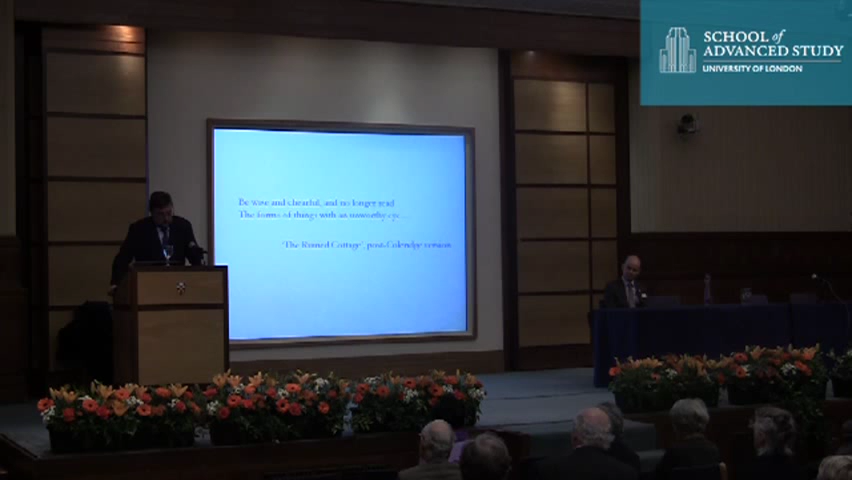 SCHOOL of
ADVANCED STUDY
UNIVERSITY OF LONDON
Be wise and chearful, and no longer read
The forms of things with an unworthy eye...
'The Ruined Cottage', post-Coleridge version